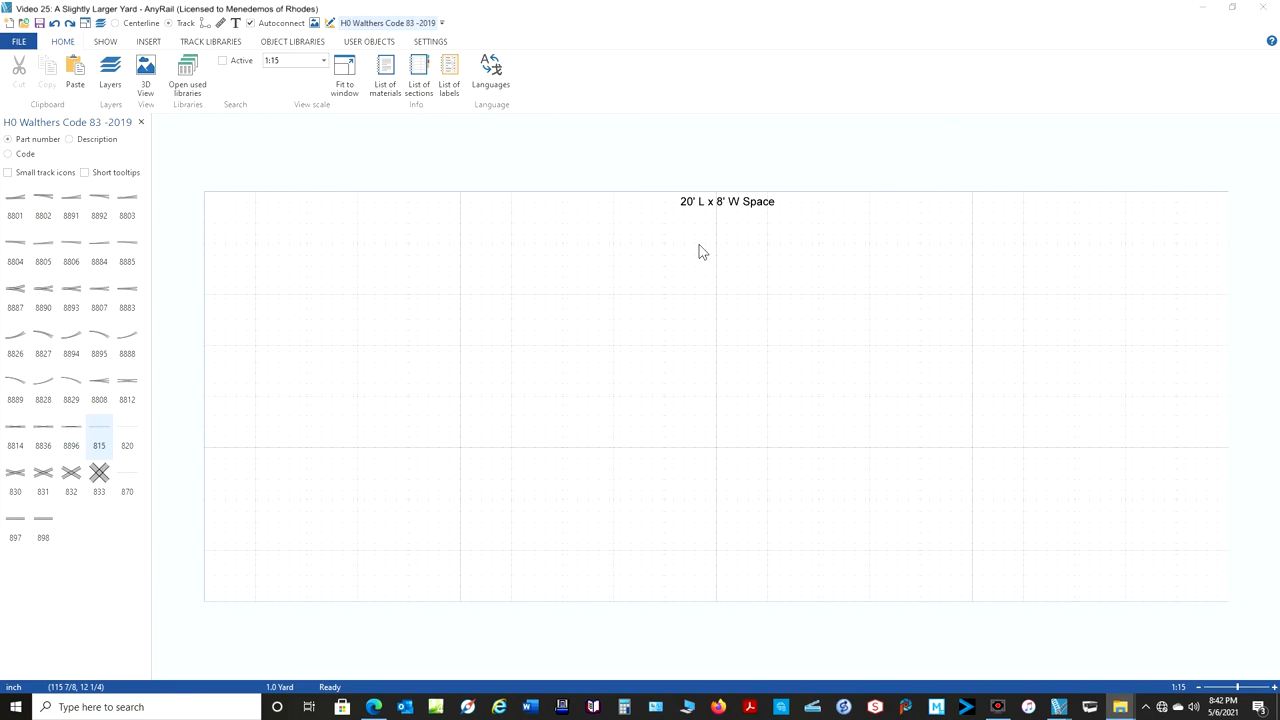 Video 25: A Slightly Larger Yard - AnyRail (Licensed to Menedemos of Rhodes)
Centerline Track Autoconnect H0 Walthers Code 83 -2019
FILE HOME SHOW INSERT TRACK LIBRARIES OBJECT LIBRARIES USER OBJECTS SETTINGS
Active 1:15
Cut Copy Paste Layers 3D View Open used libraries Fit to window List of materials List of sections List of labels Languages
Clipboard Layers View Libraries Search View scale Info Language
H0 Walthers Code 83 -2019
Part number Description
Code
Small track icons Short tooltips
8801 8802 8891 8892 8803
8804 8805 8806 8884 8885
8887 8890 8893 8807 8883
8826 8827 8894 8895 8888
8889 8828 8829 8808 8812
8814 8836 8896 815 820
830 831 832 833 870
897 898
20' L x 8' W Space
inch (115 7/8, 12 1/4) 1.0 Yard Ready 1:15
Type here to search
8:42 PM
5/6/2021